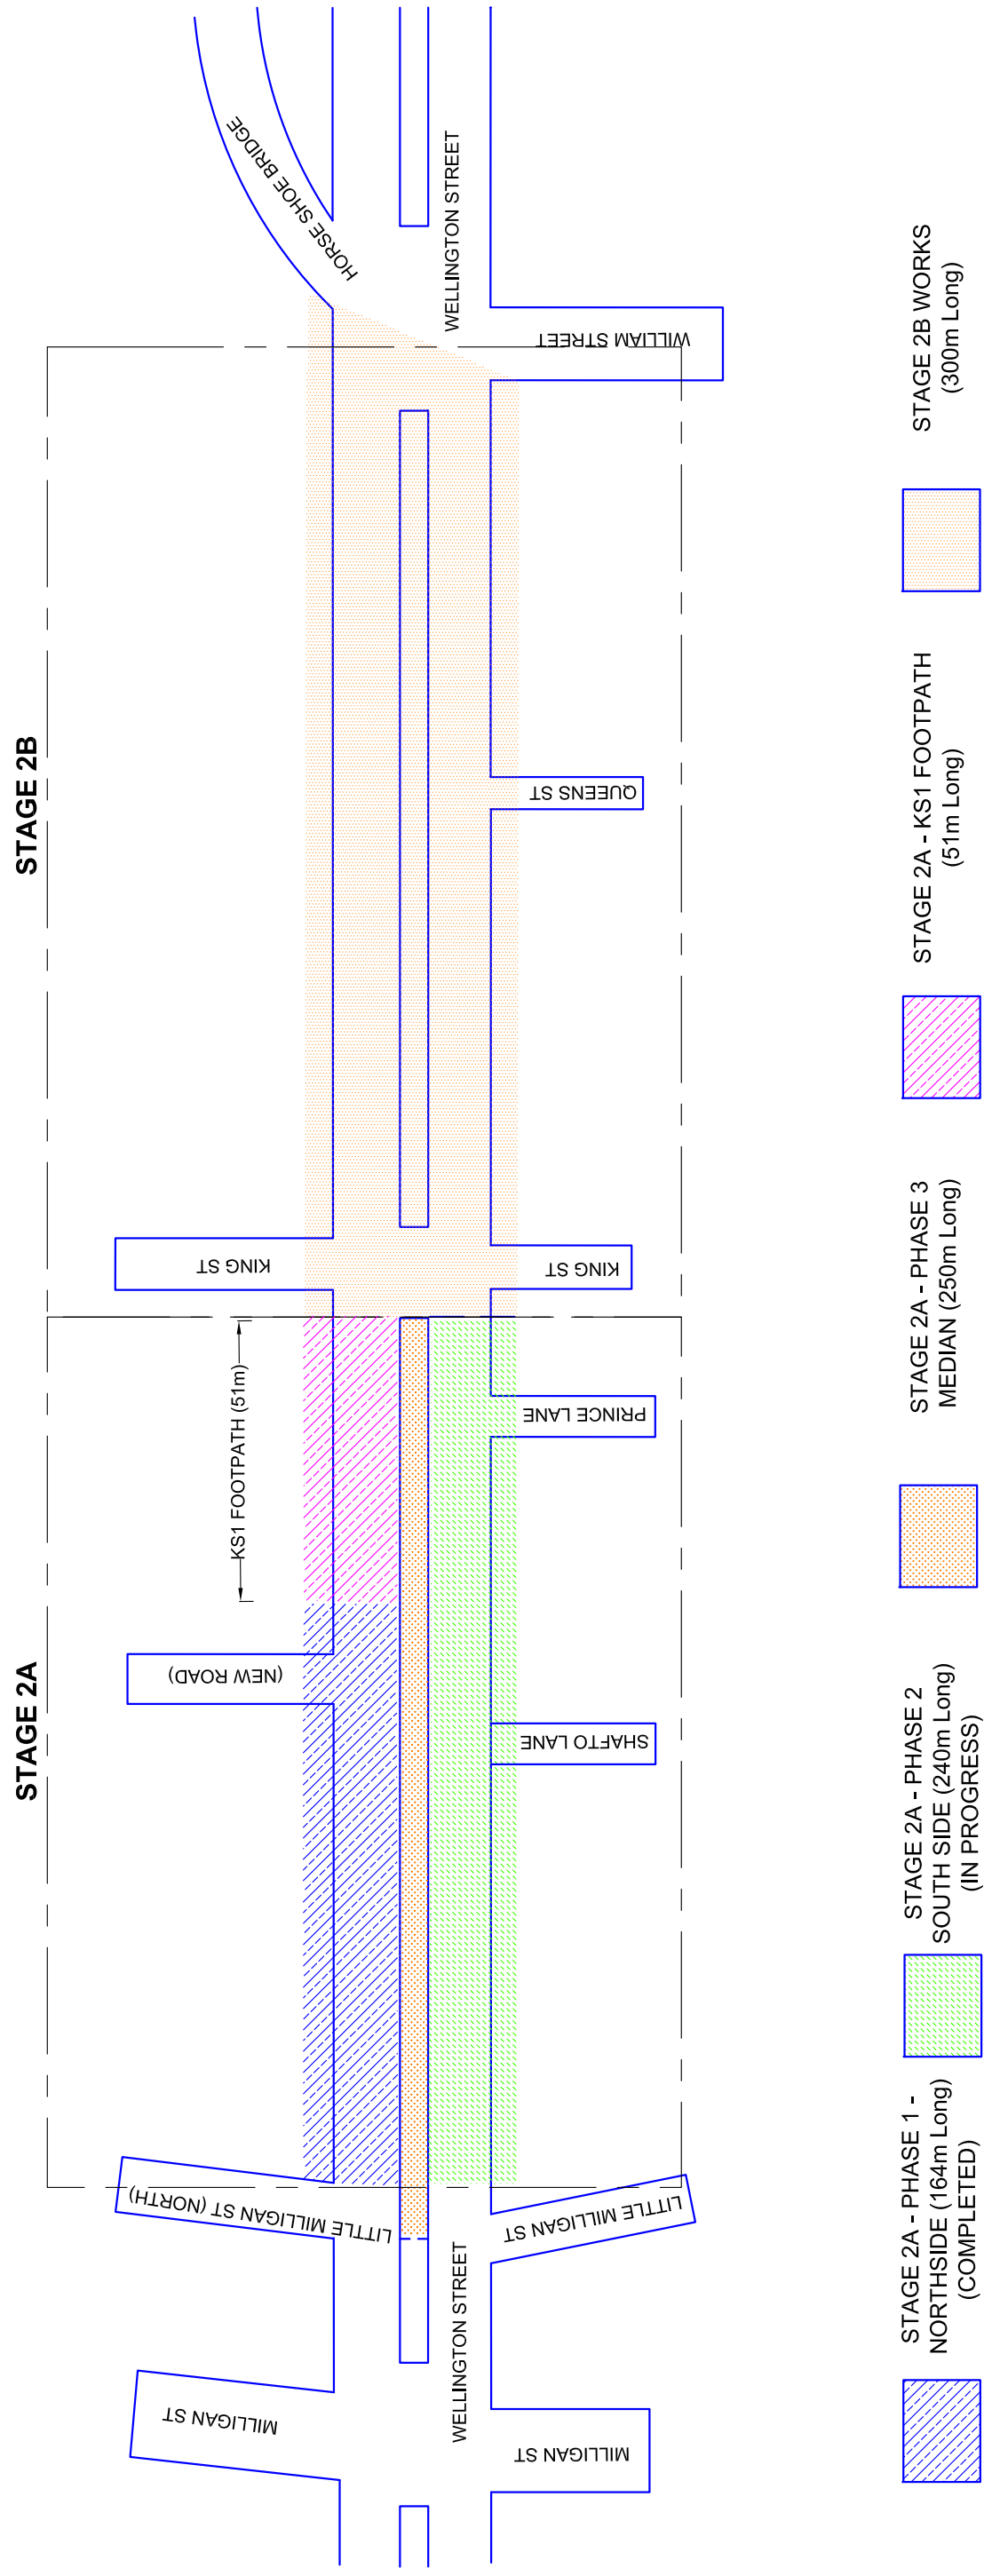 STAGE 2A
STAGE 2B
MILLIGAN ST
LITTLE MILLIGAN ST (NORTH)
(NEW ROAD)
KS1 FOOTPATH (51m)
KING ST
HORSE SHOE BRIDGE
WELLINGTON STREET
WELLINGTON STREET
MILLIGAN ST
LITTLE MILLIGAN ST
SHAFTO LANE
PRINCE LANE
KING ST
QUEENS ST
WILLIAM STREET
STAGE 2A - PHASE 1 -
NORTHSIDE (164m Long)
(COMPLETED)
STAGE 2A - PHASE 2
SOUTH SIDE (240m Long)
(IN PROGRESS)
STAGE 2A - PHASE 3
MEDIAN (250m Long)
STAGE 2A - KS1 FOOTPATH
(51m Long)
STAGE 2B WORKS
(300m Long)